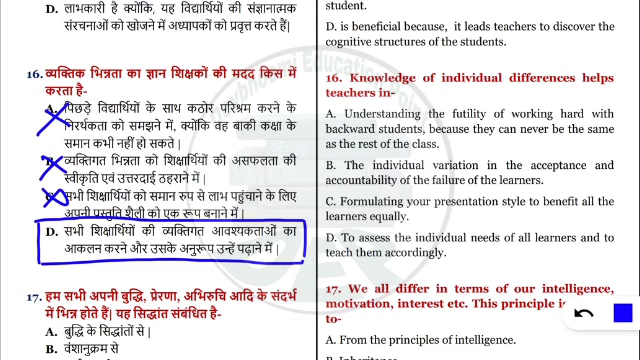 D. लाभकारी है क्योंकि, यह विद्यार्थियों की संज्ञानात्मक
संरचनाओं को खोजने में अध्यापकों को प्रवृत्त करते हैं|
16. व्यक्तिक भिन्नता का ज्ञान शिक्षकों की मदद किस में
करता है-
A. पिछड़े विद्यार्थियों के साथ कठोर परिश्रम करने के
निरर्थकता को समझने में, क्योंकि वह बाकी कक्षा के
समान कभी नहीं हो सकते|
B. व्यक्तिगत भिन्नता को शिक्षार्थियों की असफलता की
स्वीकृति एवं उत्तरदाई ठहराने में|
C. सभी शिक्षार्थियों को समान रुप से लाभ पहुंचाने के लिए
अपनी प्रस्तुति शैली को एक रूप बनाने में|
D. सभी शिक्षार्थियों की व्यक्तिगत आवश्यकताओं का
आकलन करने और उसके अनुरूप उन्हें पढ़ाने में|
17. हम सभी अपनी बुद्धि, प्रेरणा, अभिरुचि आदि के संदर्भ
में भिन्न होते हैं| यह सिद्धांत संबंधित है-
A. बुद्धि के सिद्धांतों से|
B. वंशानुक्रम से
student.
D. is beneficial because, it leads teachers to discover the
cognitive structures of the students.
16. Knowledge of individual differences helps
teachers in-
A. Understanding the futility of working hard with
backward students, because they can never be the same
as the rest of the class.
B. The individual variation in the acceptance and
accountability of the failure of the learners.
C. Formulating your presentation style to benefit all the
learners equally.
D. To assess the individual needs of all learners and to
teach them accordingly.
17. We all differ in terms of our intelligence,
motivation, interest etc. This principle is
to-
A. From the principles of intelligence.